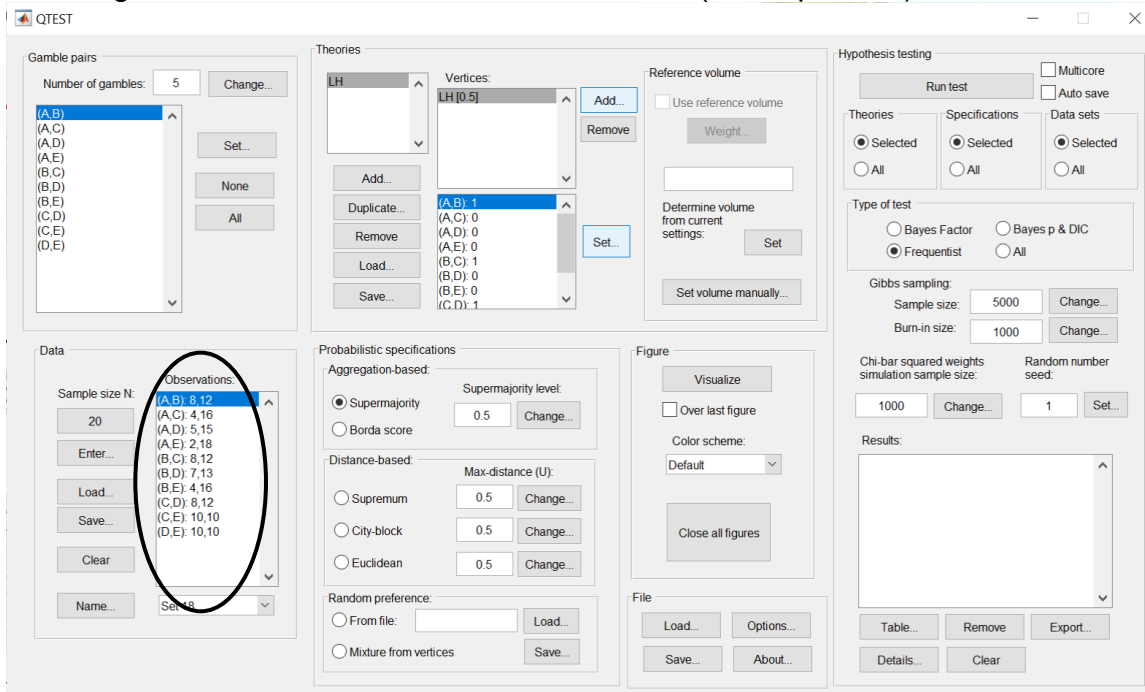 QTEST
Gamble pairs
Number of gambles: 5 Change...
(A,B)
(A,C)
(A,D)
(A,E)
(B,C)
(B,D)
(B,E)
(C,D)
(C,E)
(D,E)
Set...
None
All
Theories
LH
Add...
Duplicate...
Remove
Load...
Save...
Vertices:
LH [0.5]
Add...
Remove
(A,B): 1
(A,C): 0
(A,D): 0
(A,E): 0
(B,C): 1
(B,D): 0
(B,E): 0
(C,D): 1
Set...
Reference volume
Use reference volume
Weight...
Determine volume
from current
settings:
Set
Set volume manually...
Hypothesis testing
Run test
Multicore
Auto save
Theories
Selected
All
Specifications
Selected
All
Data sets
Selected
All
Type of test
Bayes Factor Bayes p & DIC
Frequentist All
Gibbs sampling:
Sample size: 5000 Change...
Burn-in size: 1000 Change...
Chi-bar squared weights
simulation sample size:
1000 Change...
Random number
seed:
1 Set...
Results:
Table... Remove Export...
Details... Clear
Data
Sample size N:
20
Enter...
Load...
Save...
Clear
Name...
Observations:
(A,B): 8,12
(A,C): 4,16
(A,D): 5,15
(A,E): 2,18
(B,C): 8,12
(B,D): 7,13
(B,E): 4,16
(C,D): 8,12
(C,E): 10,10
(D,E): 10,10
Set 18
Probabilistic specifications
Aggregation-based:
Supermajority level:
Supermajority 0.5 Change...
Borda score
Distance-based:
Max-distance (U):
Supremum 0.5 Change...
City-block 0.5 Change...
Euclidean 0.5 Change...
Random preference:
From file: Load...
Mixture from vertices Save...
Figure
Visualize
Over last figure
Color scheme:
Default
Close all figures
File
Load... Options...
Save... About...